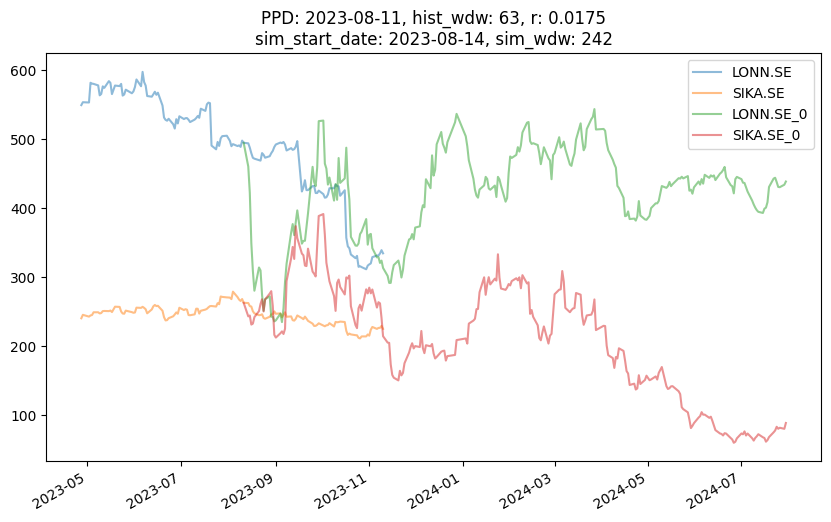 PPD: 2023-08-11, hist_wdw: 63, r: 0.0175
sim_start_date: 2023-08-14, sim_wdw: 242
LONN.SE
SIKA.SE
LONN.SE_0
SIKA.SE_0
600
500
400
300
200
100
2023-05
2023-07
2023-09
2023-11
2024-01
2024-03
2024-05
2024-07